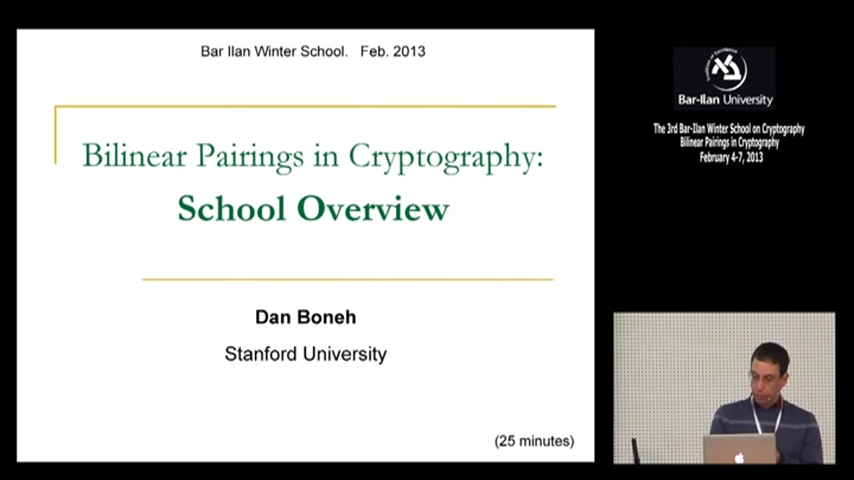 Bar Ilan Winter School. Feb. 2013
Bilinear Pairings in Cryptography:
School Overview
Dan Boneh
Stanford University
(25 minutes)
Bar-Ilan University
The 3rd Bar-Ilan Winter School on Cryptography
Bilinear Pairings in Cryptography
February 4-7, 2013